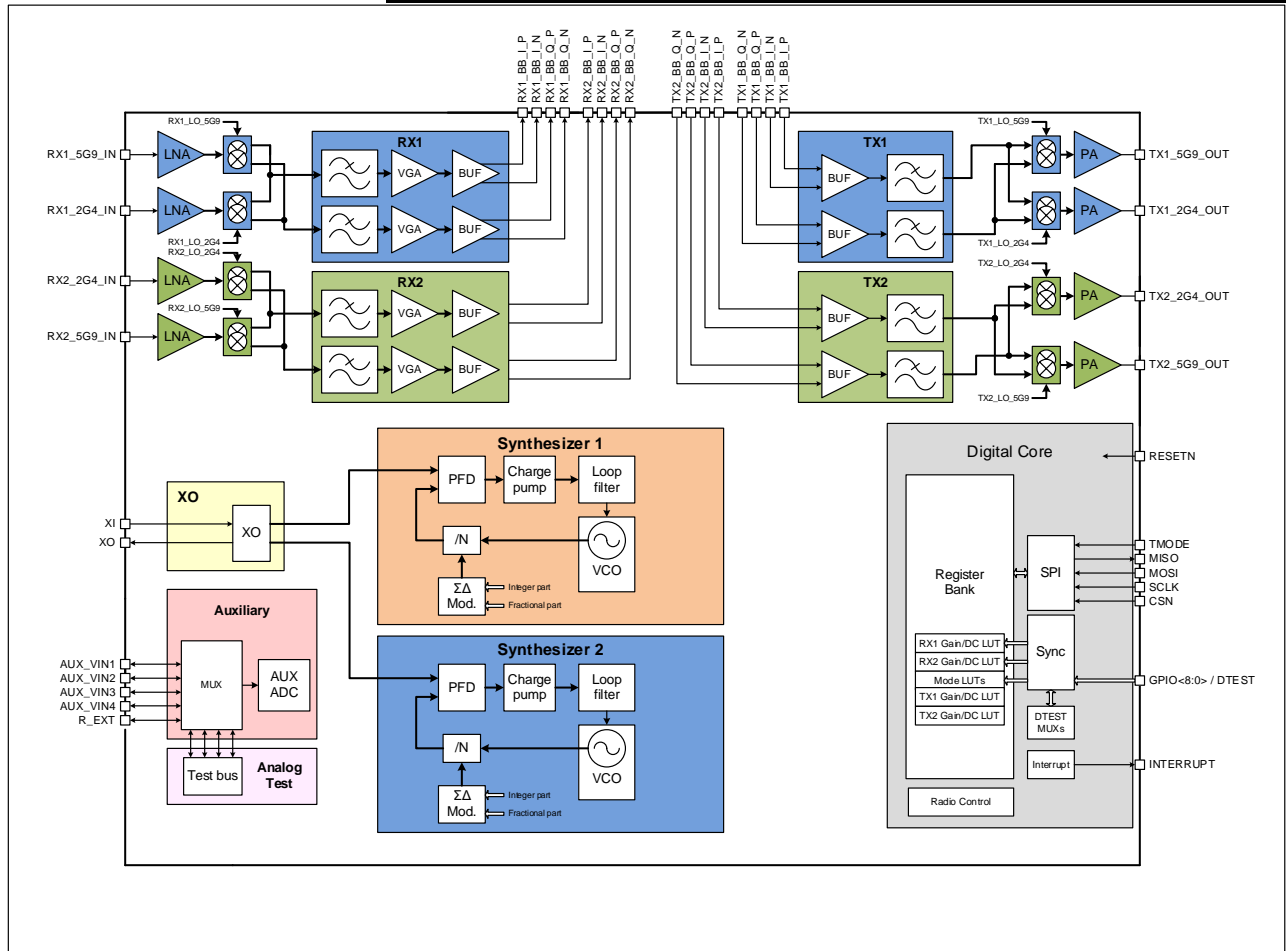 RX1_BB_I_P
RX1_BB_I_N
RX1_BB_Q_P
RX1_BB_Q_N
RX2_BB_I_P
RX2_BB_I_N
RX2_BB_Q_P
RX2_BB_Q_N
TX2_BB_Q_N
TX2_BB_Q_P
TX2_BB_I_N
TX2_BB_I_P
TX1_BB_Q_N
TX1_BB_Q_P
TX1_BB_I_N
TX1_BB_I_P
RX1_LO_5G9
RX1_5G9_IN
LNA
RX1_2G4_IN
LNA
RX1_LO_2G4
RX2_LO_2G4
RX2_2G4_IN
LNA
RX2_LO_5G9
RX2_5G9_IN
LNA
RX1
VGA
BUF
VGA
BUF
RX2
VGA
BUF
VGA
BUF
TX1
BUF
BUF
TX2
BUF
BUF
TX1_LO_5G9
PA
TX1_5G9_OUT
PA
TX1_2G4_OUT
TX1_LO_2G4
TX2_LO_2G4
PA
TX2_2G4_OUT
PA
TX2_5G9_OUT
TX2_LO_5G9
XO
XI
XO
XO
Auxiliary
AUX_VIN1
AUX_VIN2
AUX_VIN3
AUX_VIN4
R_EXT
MUX
AUX
ADC
Test bus
Analog
Test
Synthesizer 1
PFD
Charge
pump
Loop
filter
/N
VCO
ΣΔ
Mod.
Integer part
Fractional part
Synthesizer 2
PFD
Charge
pump
Loop
filter
/N
VCO
ΣΔ
Mod.
Integer part
Fractional part
Digital Core
RESETN
Register
Bank
SPI
TMODE
MISO
MOSI
SCLK
CSN
RX1 Gain/DC LUT
RX2 Gain/DC LUT
Mode LUTs
TX1 Gain/DC LUT
TX2 Gain/DC LUT
Sync
GPIO<8:0> / DTEST
DTEST
MUXs
Interrupt
INTERRUPT
Radio Control